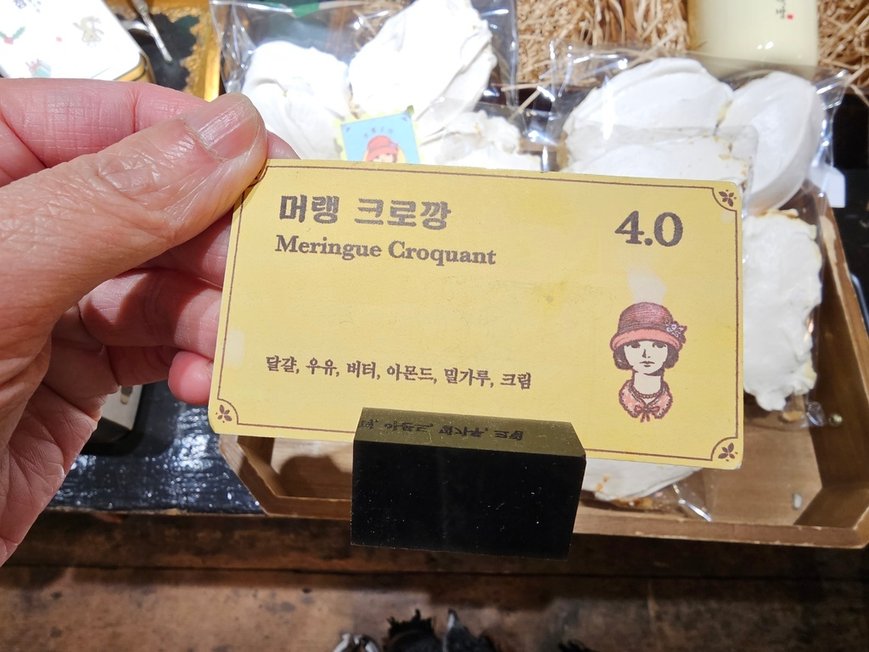 머랭 크로깡
4.0
Meringue Croquant
달걀, 우유, 버터, 아몬드, 밀가루, 크림